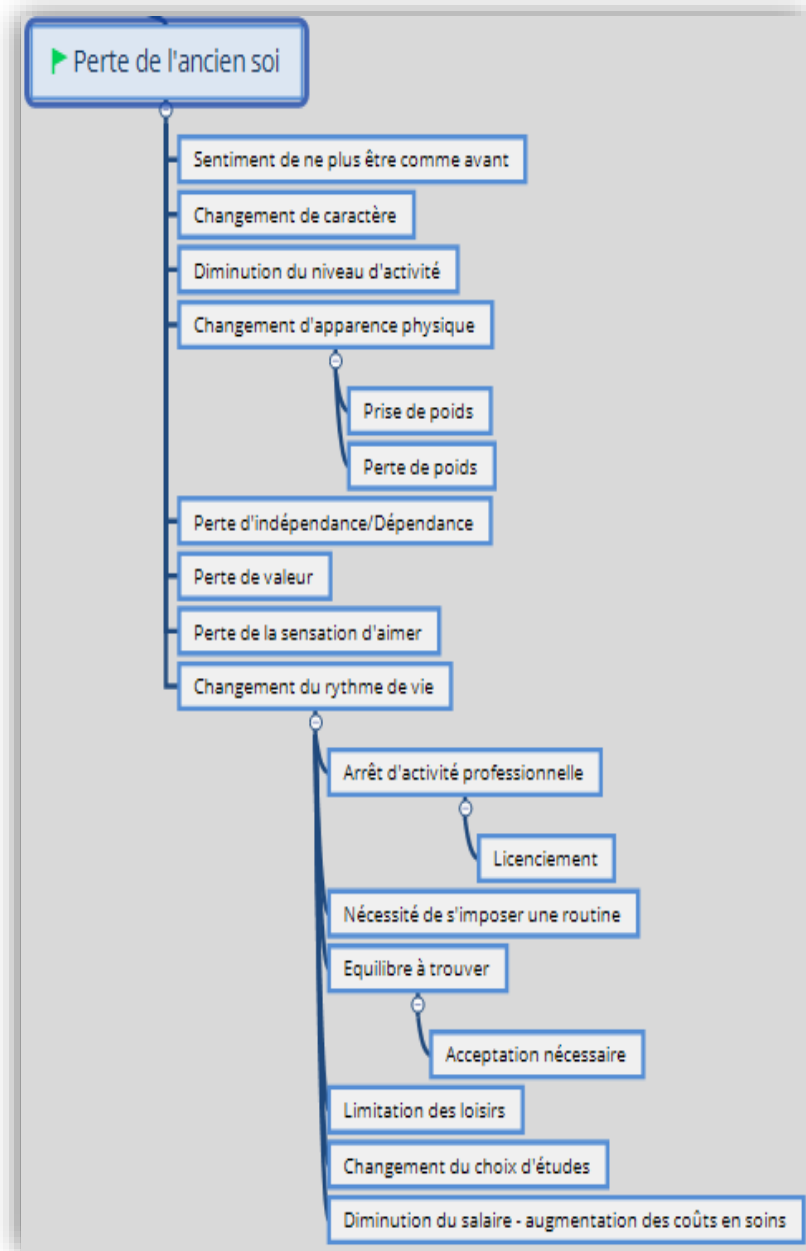 Perte de l'ancien soi
Sentiment de ne plus être comme avant
Changement de caractère
Diminution du niveau d'activité
Changement d'apparence physique
Prise de poids
Perte de poids
Perte d'indépendance/Dépendance
Perte de valeur
Perte de la sensation d'aimer
Changement du rythme de vie
Arrêt d'activité professionnelle
Licenciement
Nécessité de s'imposer une routine
Equilibre à trouver
Acceptation nécessaire
Limitation des loisirs
Changement du choix d'études
Diminution du salaire - augmentation des coûts en soins